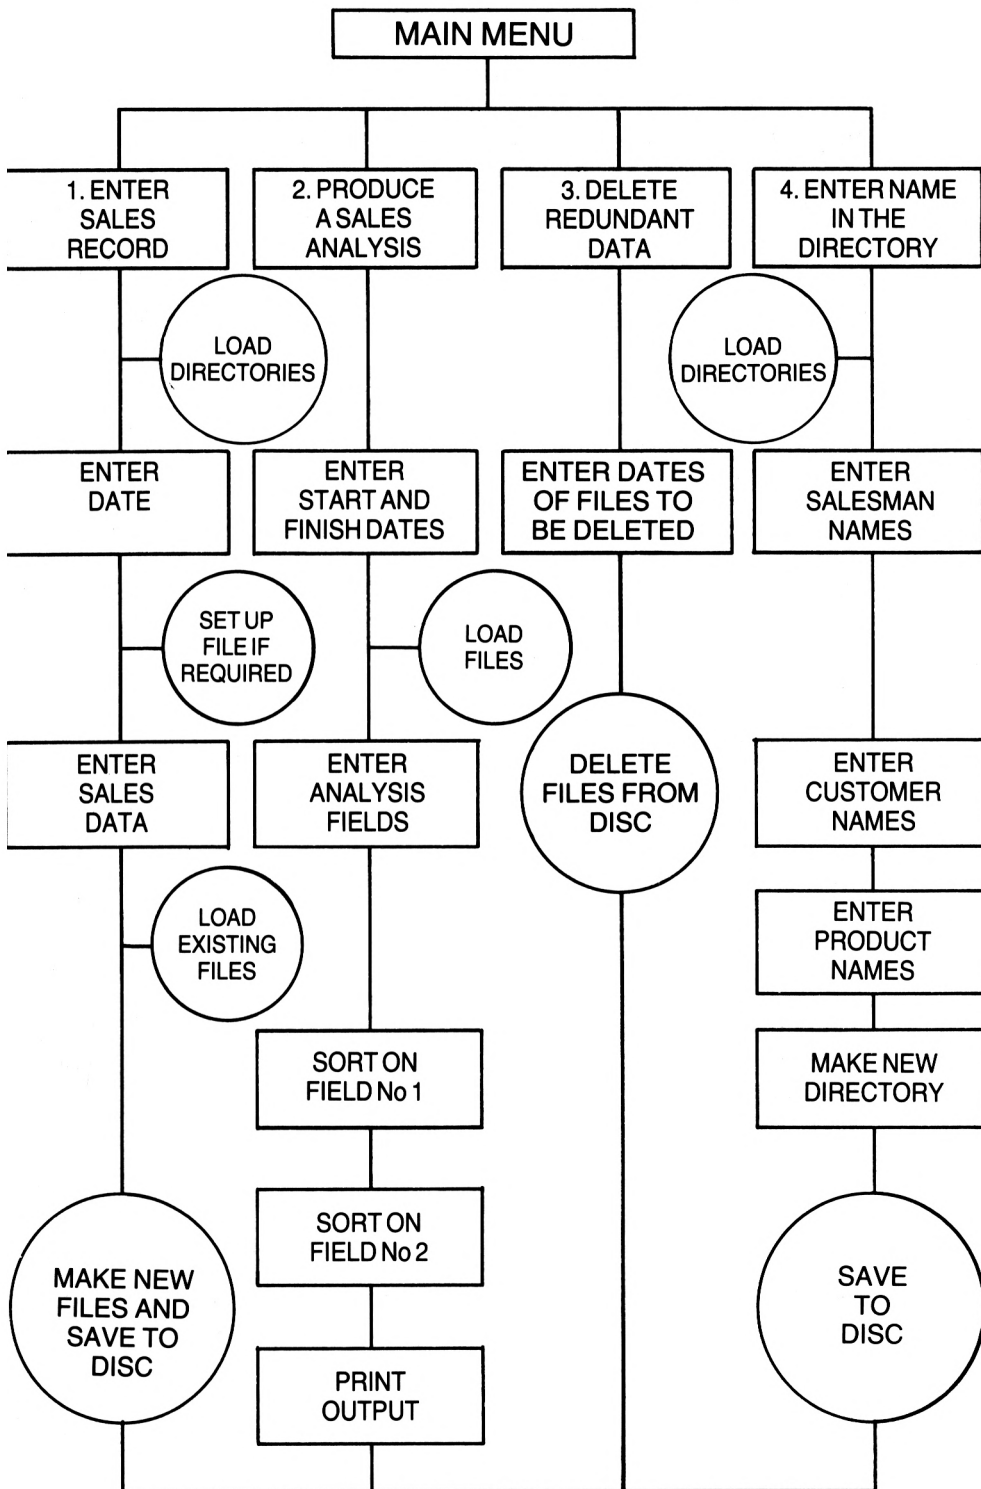 MAIN MENU
1. ENTER
SALES
RECORD
2. PRODUCE
A SALES
ANALYSIS
3. DELETE
REDUNDANT
DATA
4. ENTER NAME
IN THE
DIRECTORY
LOAD
DIRECTORIES
LOAD
DIRECTORIES
ENTER
DATE
ENTER
START AND
FINISH DATES
ENTER DATES
OF FILES TO
BE DELETED
ENTER
SALESMAN
NAMES
SET UP
FILE IF
REQUIRED
LOAD
FILES
ENTER
SALES
DATA
ENTER
ANALYSIS
FIELDS
DELETE
FILES FROM
DISC
ENTER
CUSTOMER
NAMES
LOAD
EXISTING
FILES
ENTER
PRODUCT
NAMES
SORT ON
FIELD No 1
MAKE NEW
DIRECTORY
SORT ON
FIELD No 2
MAKE NEW
FILES AND
SAVE TO
DISC
SAVE
TO
DISC
PRINT
OUTPUT